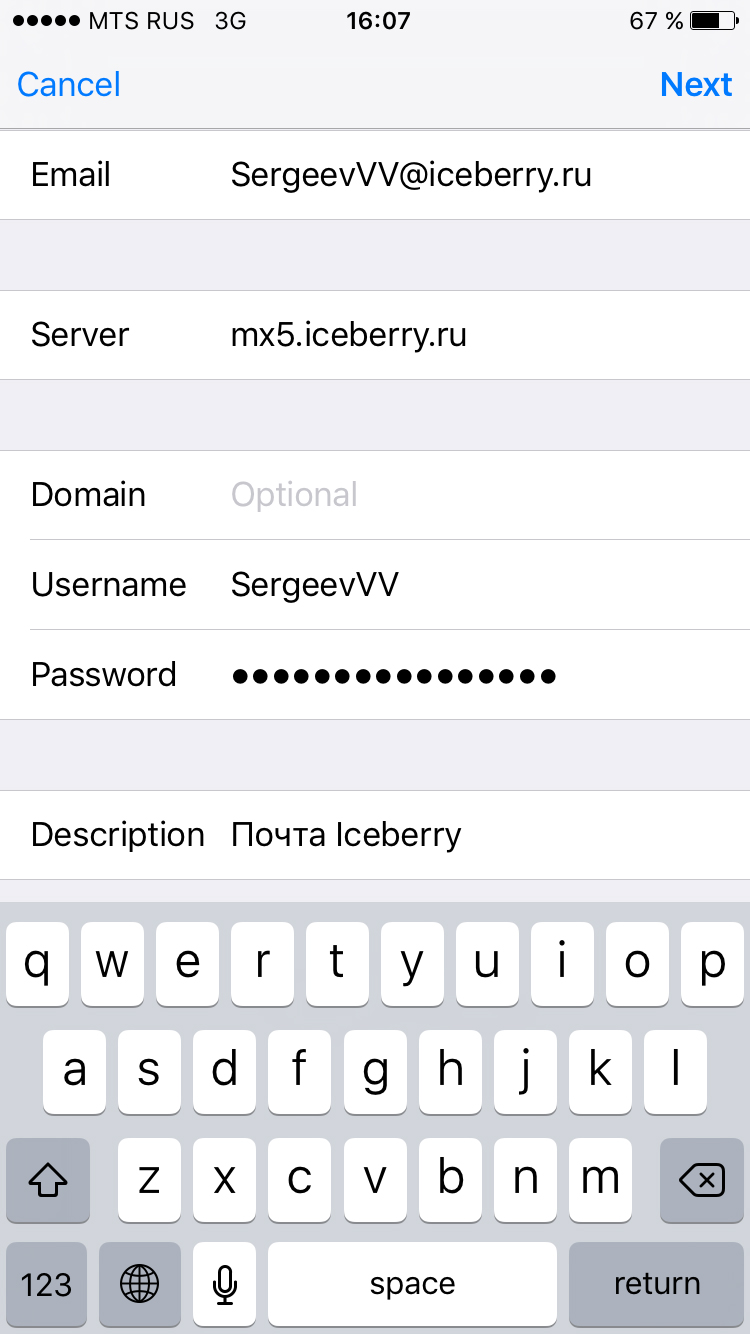 MTS RUS 3G 16:07 67 %
Cancel Next
Email SergeevVV@iceberry.ru
Server mx5.iceberry.ru
Domain Optional
Username SergeevVV
Password ●●●●●●●●●●●●●●●●
Description Почта Iceberry
q w e r t y u i o p
a s d f g h j k l
z x c v b n m
123 space return